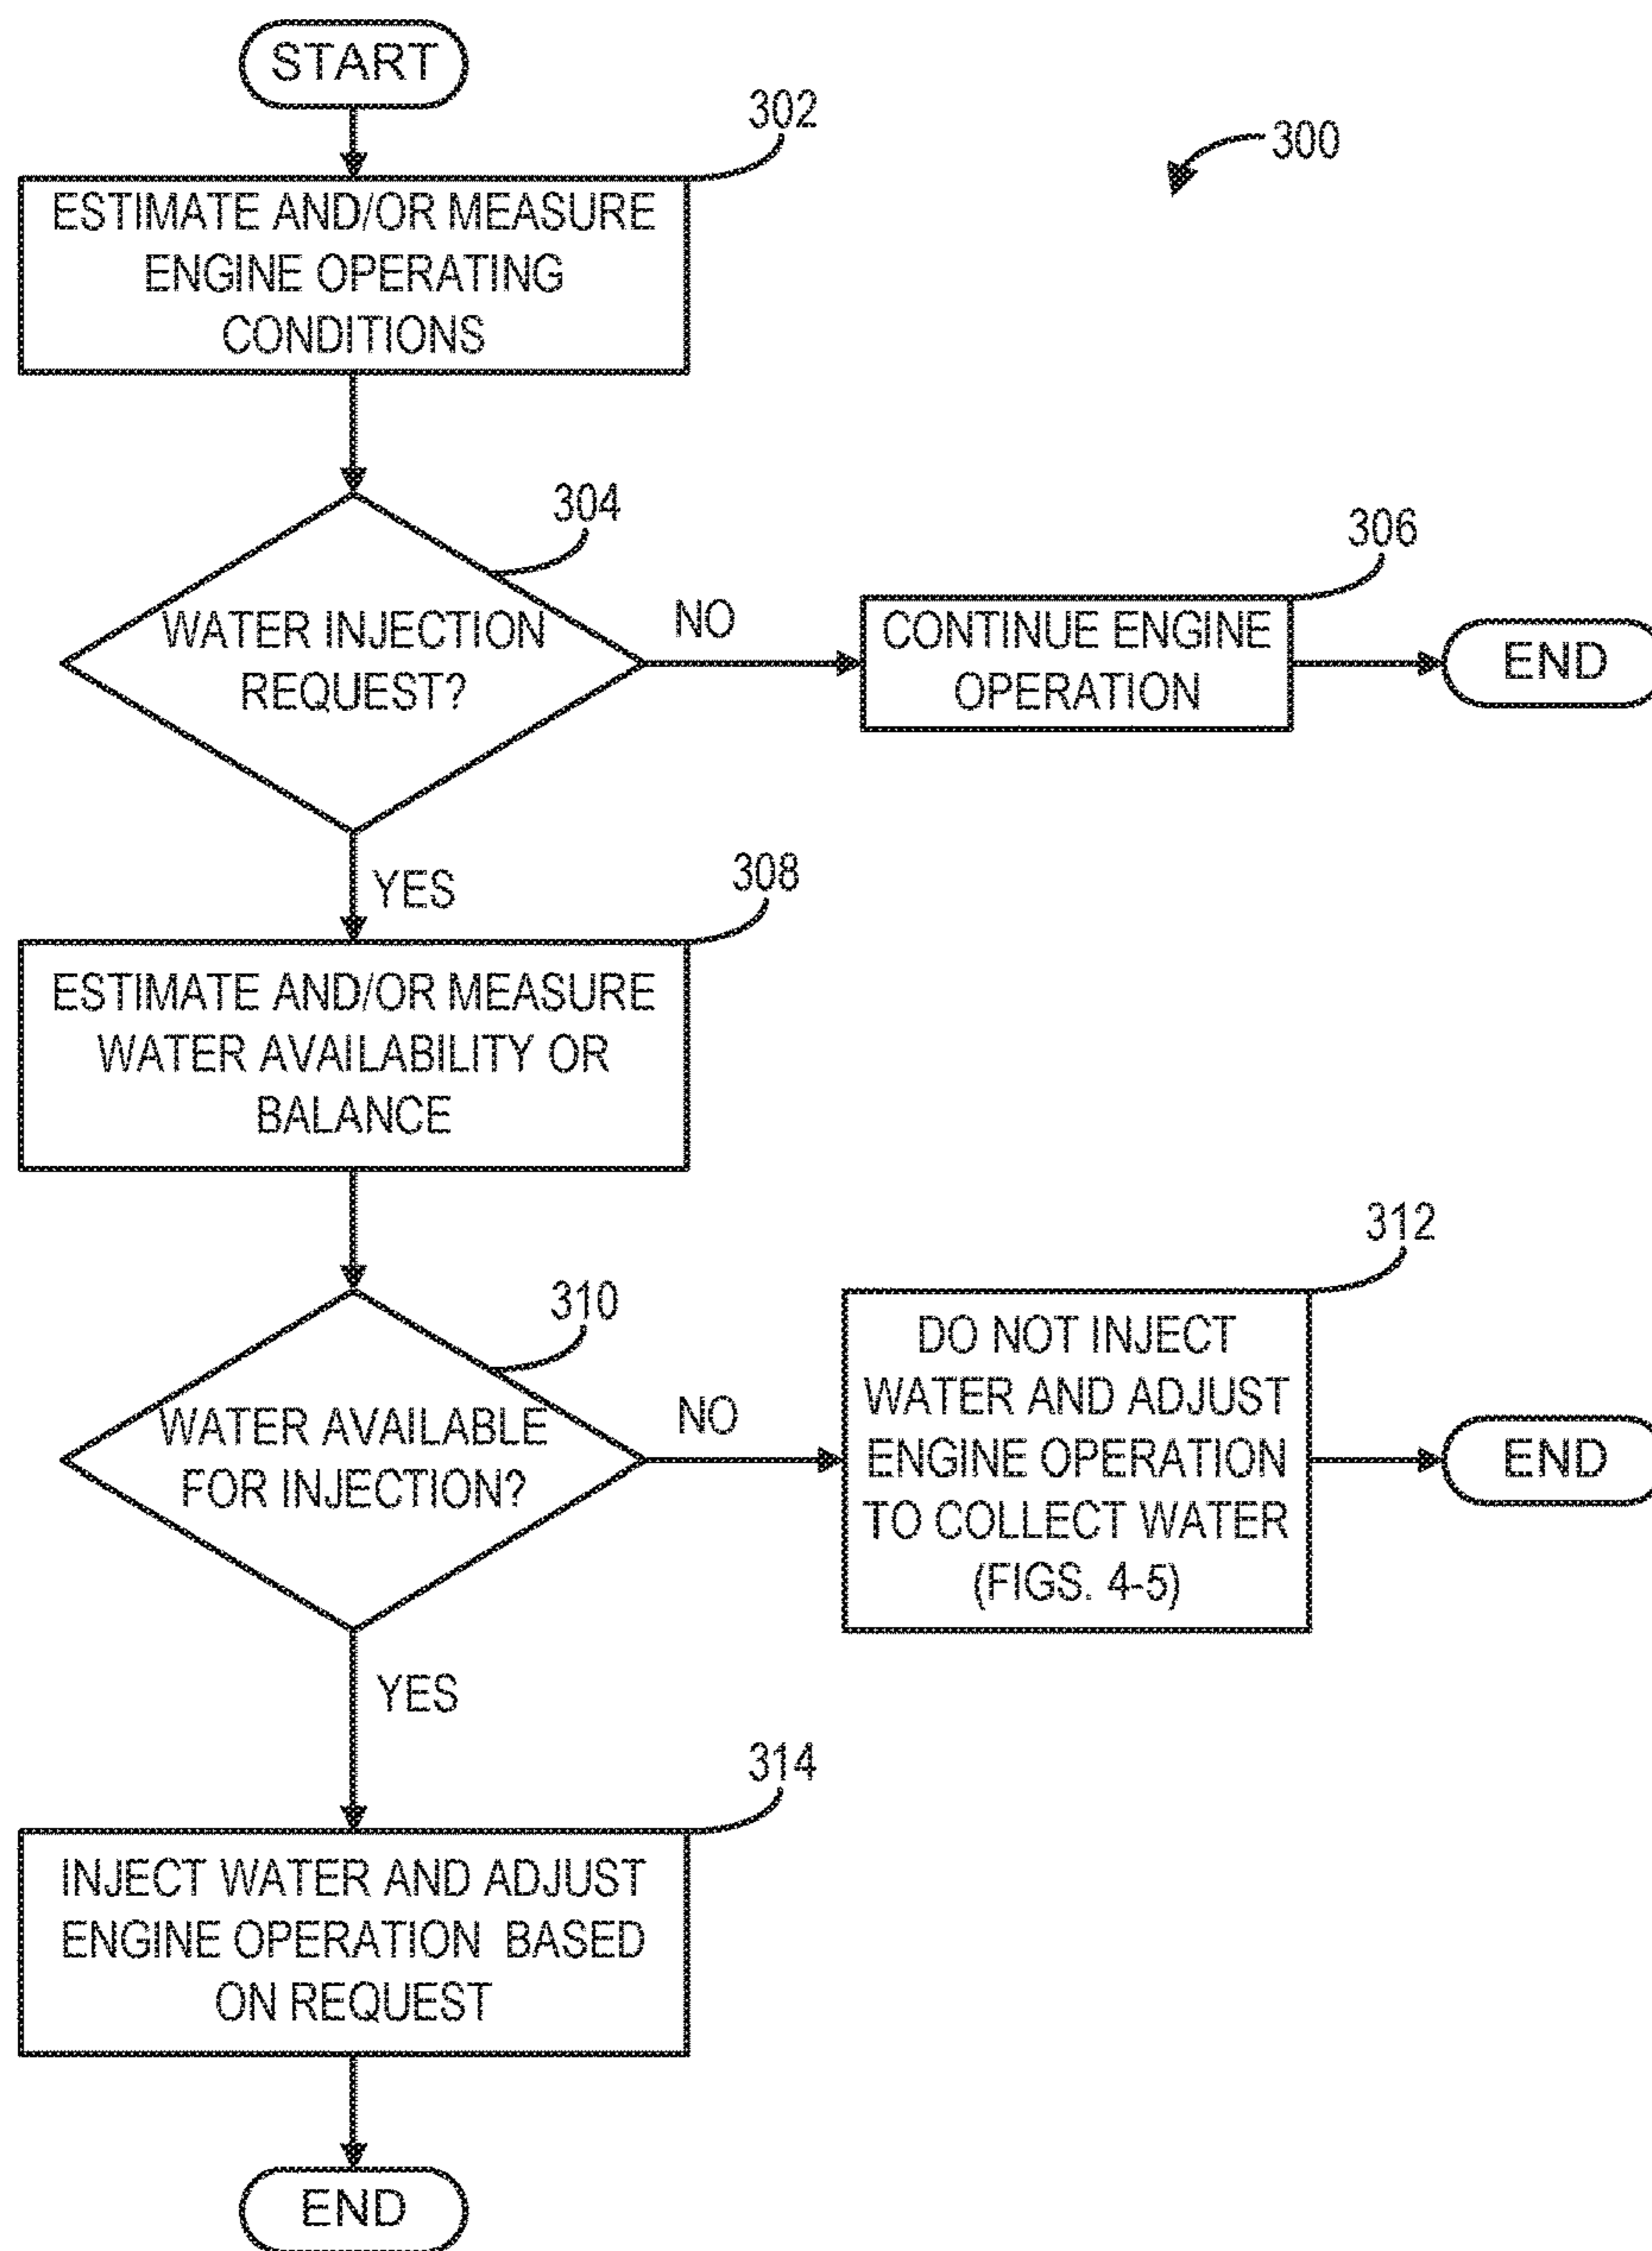 START
302
300
ESTIMATE AND/OR MEASURE
ENGINE OPERATING
CONDITIONS
304
306
WATER INJECTION
REQUEST?
NO
CONTINUE ENGINE
OPERATION
END
YES
308
ESTIMATE AND/OR MEASURE
WATER AVAILABILITY OR
BALANCE
310
312
WATER AVAILABLE
FOR INJECTION?
NO
DO NOT INJECT
WATER AND ADJUST
ENGINE OPERATION
TO COLLECT WATER
(FIGS. 4-5)
END
YES
314
INJECT WATER AND ADJUST
ENGINE OPERATION BASED
ON REQUEST
END